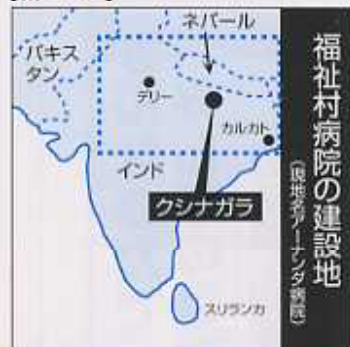 福祉村病院の建設地
(現地名アーナンダ病院)
ネパール
パキス
タン
デリー
カルカト
インド
クシナガラ
スリランカ